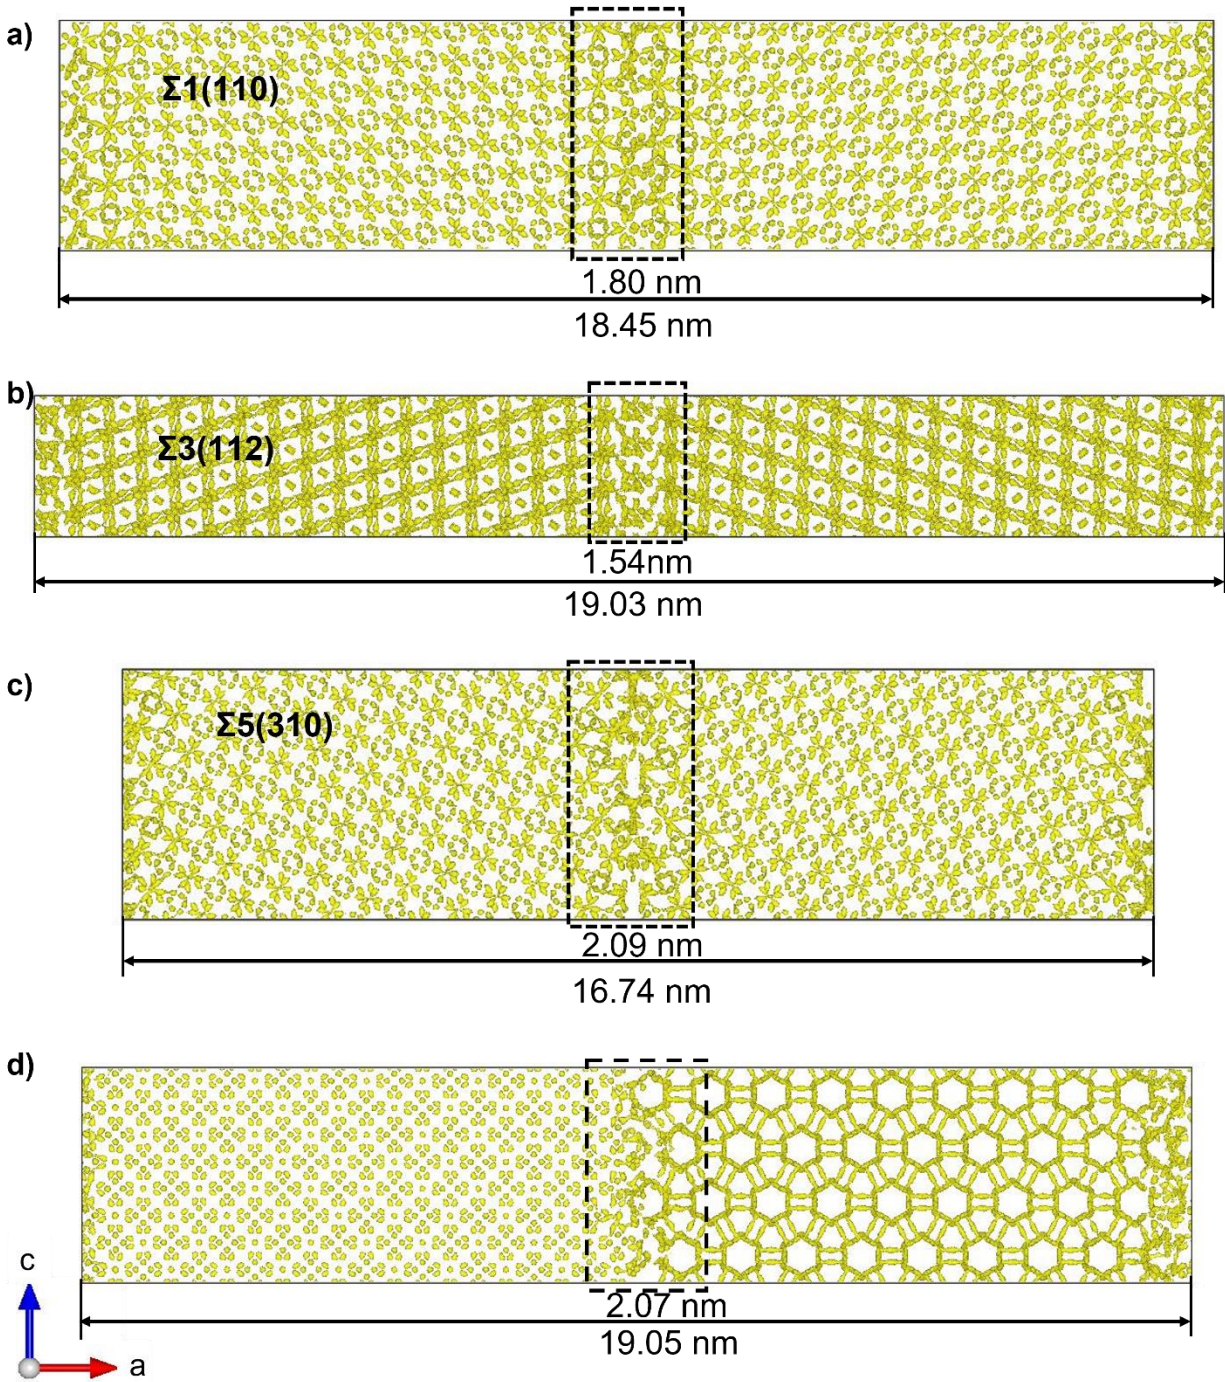 a)
Σ1(110)
1.80 nm
18.45 nm
b)
Σ3(112)
1.54nm
19.03 nm
c)
Σ5(310)
2.09 nm
16.74 nm
d)
2.07 nm
19.05 nm
c
a